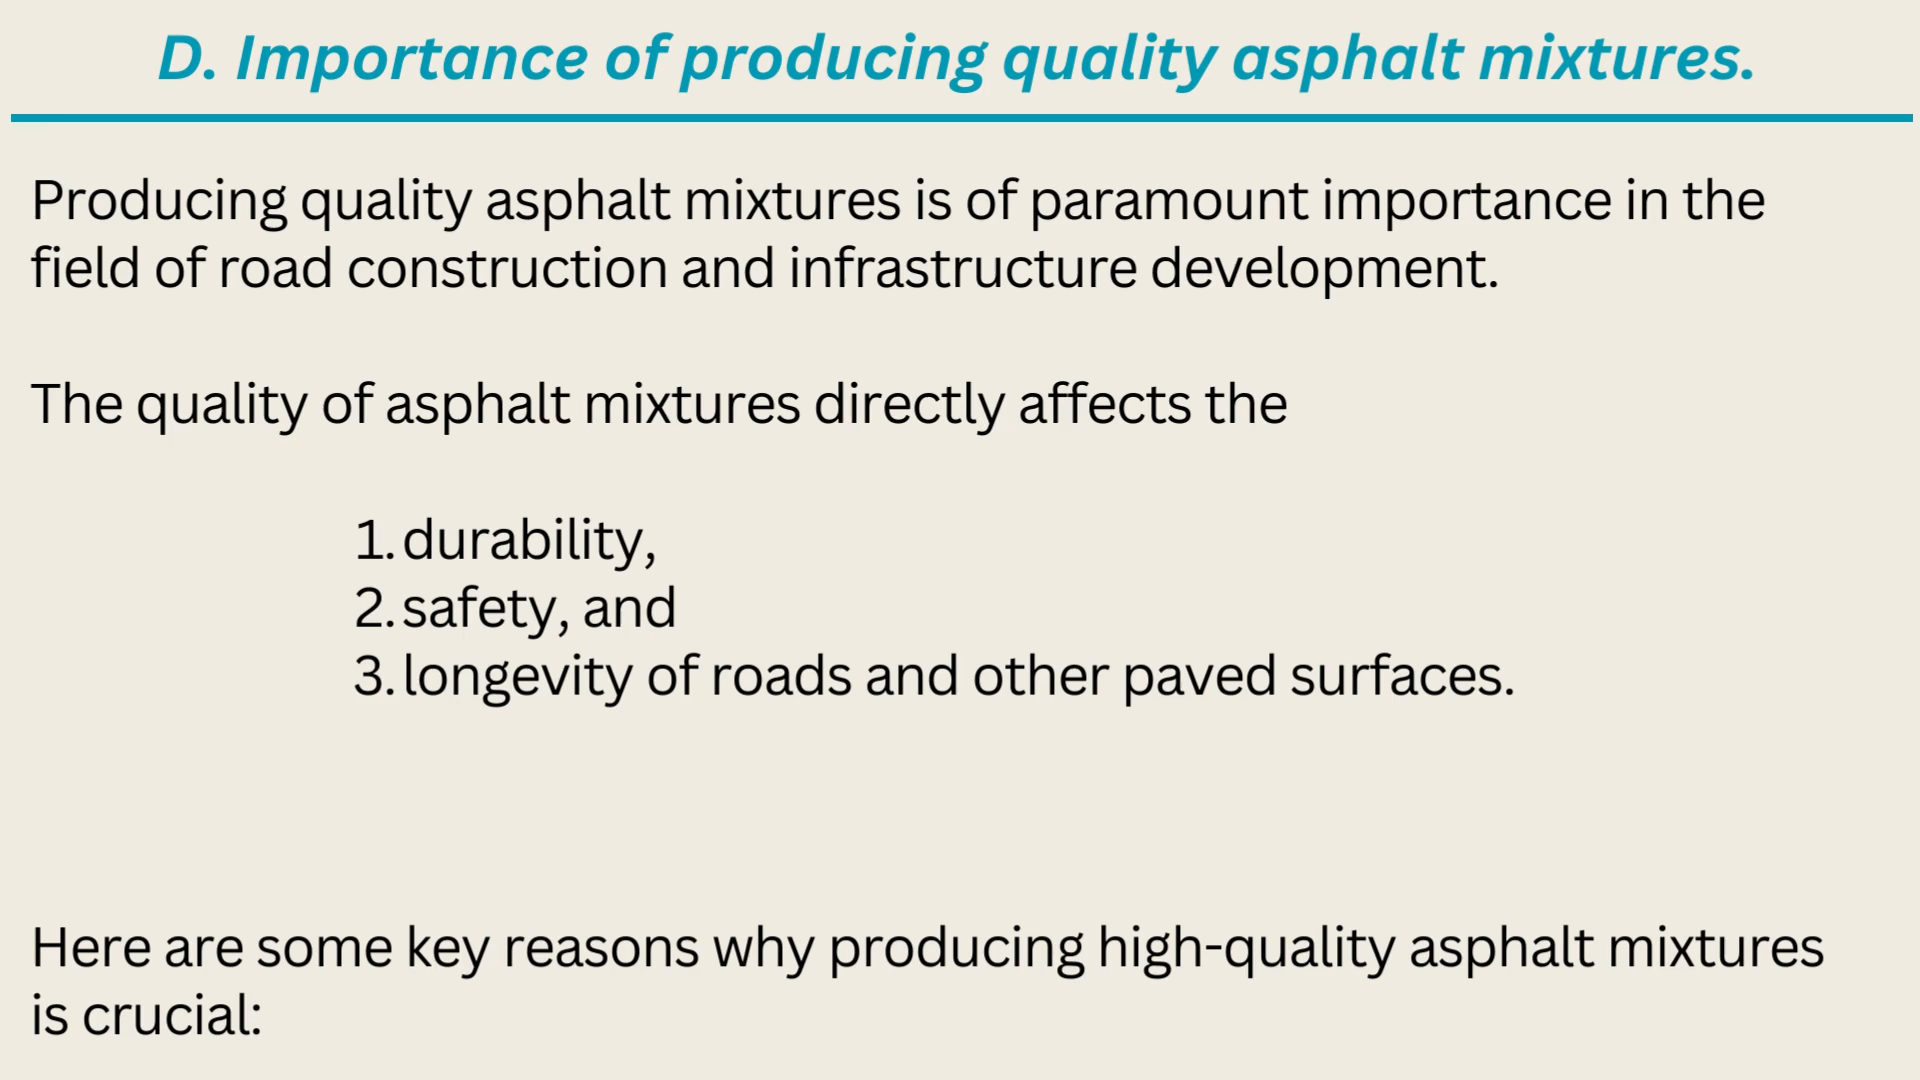 D. Importance of producing quality asphalt mixtures.
Producing quality asphalt mixtures is of paramount importance in the
field of road construction and infrastructure development.
The quality of asphalt mixtures directly affects the
1. durability,
2. safety, and
3. longevity of roads and other paved surfaces.
Here are some key reasons why producing high-quality asphalt mixtures
is crucial: